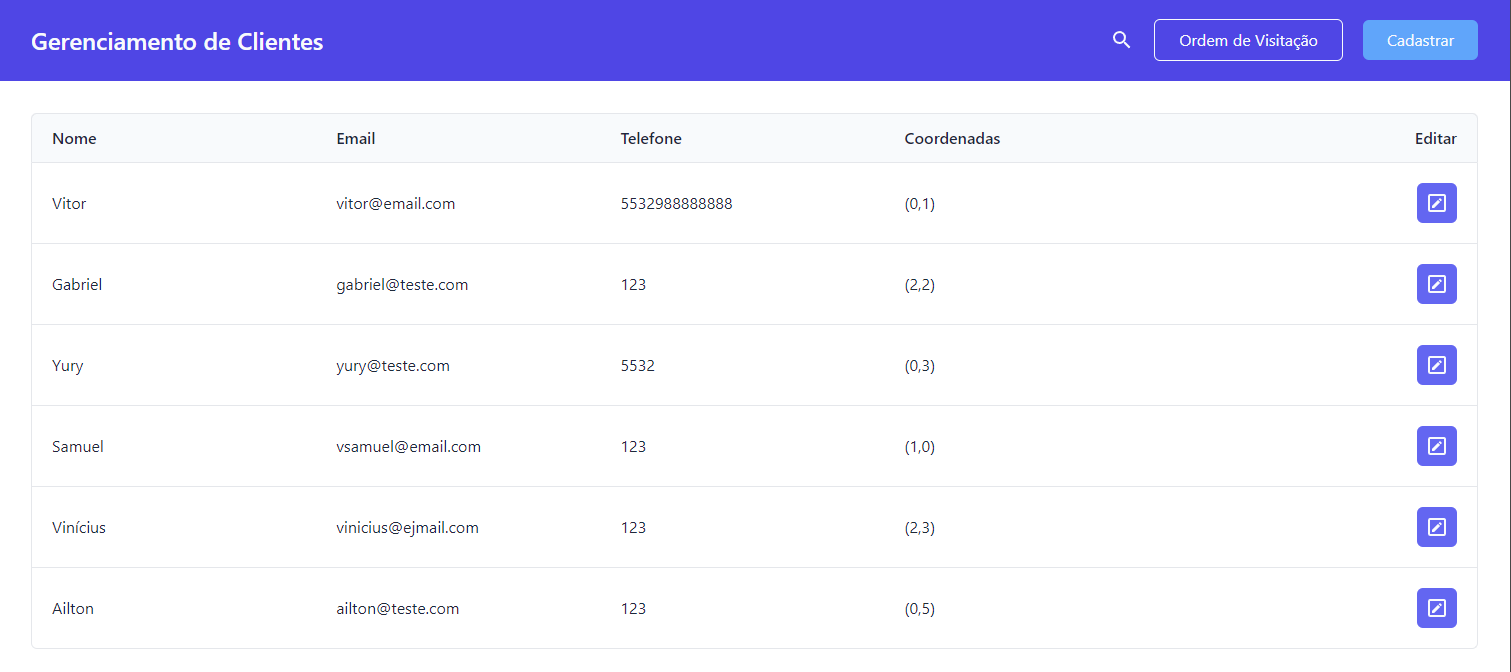 Gerenciamento de Clientes
Ordem de Visitação
Cadastrar
Nome Email Telefone Coordenadas Editar
Vitor vitor@email.com 5532988888888 (0,1)
Gabriel gabriel@teste.com 123 (2,2)
Yury yury@teste.com 5532 (0,3)
Samuel vsamuel@email.com 123 (1,0)
Vinícius vinicius@ejmail.com 123 (2,3)
Ailton ailton@teste.com 123 (0,5)